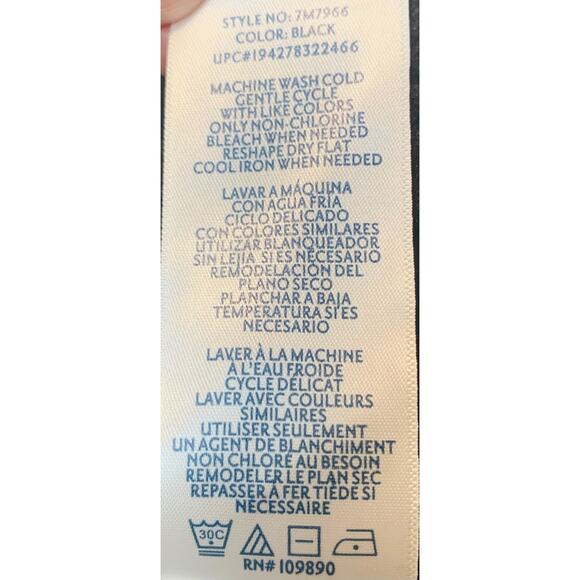 STYLE NO: 7M7966
COLOR: BLACK
UPC#194278322466
MACHINE WASH COLD
GENTLE CYCLE
WITH LIKE COLORS
ONLY NON-CHLORINE
BLEACH WHEN NEEDED
RESHAPE DRY FLAT
COOL IRON WHEN NEEDED
LAVAR A MÁQUINA
CON AGUA FRÍA
CICLO DELICADO
CON COLORES SIMILARES
UTILIZAR BLANQUEADOR
SIN LEJÍA SI ES NECESARIO
REMODELACIÓN DEL
PLANO SECO
PLANCHAR A BAJA
TEMPERATURA SI ES
NECESARIO
LAVER À LA MACHINE
À L'EAU FROIDE
CYCLE DÉLICAT
LAVER AVEC COULEURS
SIMILAIRES
UTILISER SEULEMENT
UN AGENT DE BLANCHIMENT
NON CHLORÉ AU BESOIN
REMODELER LE PLAN SEC
REPASSER À FER TIÈDE SI
NÉCESSAIRE
30C
RN# 109890